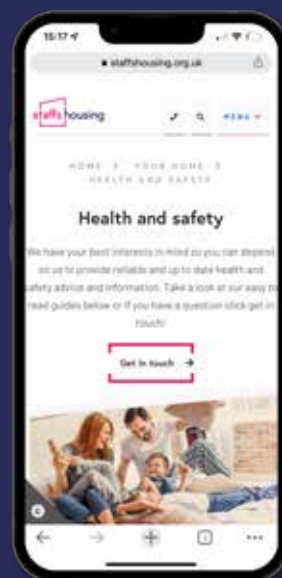 15:17
staffshousing.org.uk
staffs housing
MENU
HOME > YOUR HOME >
HEALTH AND SAFETY
Health and safety
We have your best interests in mind so you can depend
on us to provide reliable and up to date health and
safety advice and information. Take a look at our easy to
read guides below or if you have a question click get in
touch!
Get in touch →